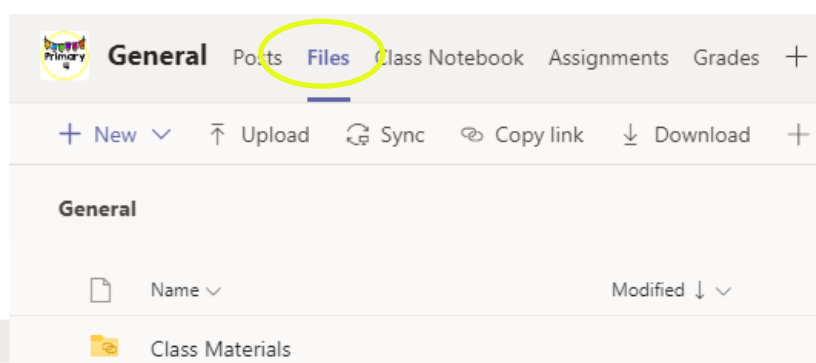 Primary 4 General Posts Files Class Notebook Assignments Grades +
+ New Upload Sync Copy link Download +
General
Name Modified
Class Materials